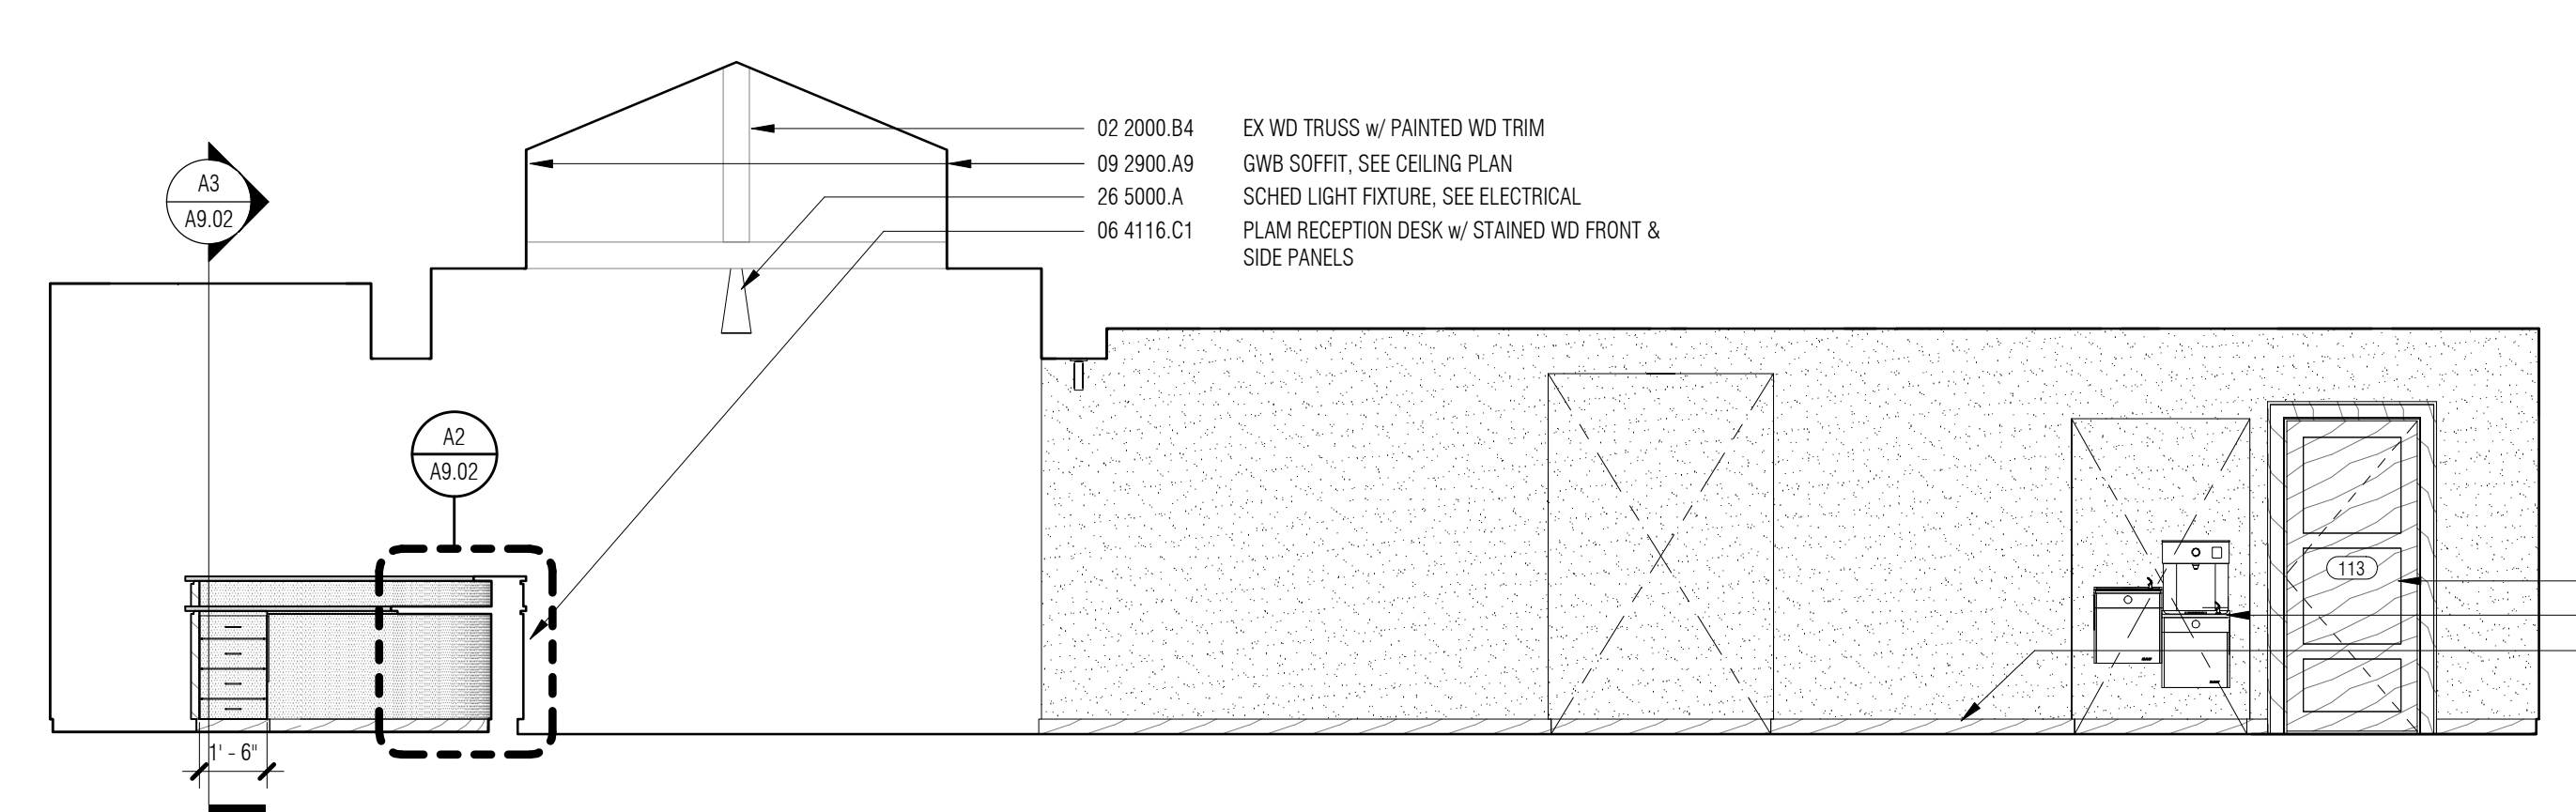 02 2000.B4 EX WD TRUSS w/ PAINTED WD TRIM
09 2900.A9 GWB SOFFIT, SEE CEILING PLAN
26 5000.A SCHED LIGHT FIXTURE, SEE ELECTRICAL
06 4116.C1 PLAM RECEPTION DESK w/ STAINED WD FRONT &
SIDE PANELS
A3
A9.02
A2
A9.02
113
1' - 6"